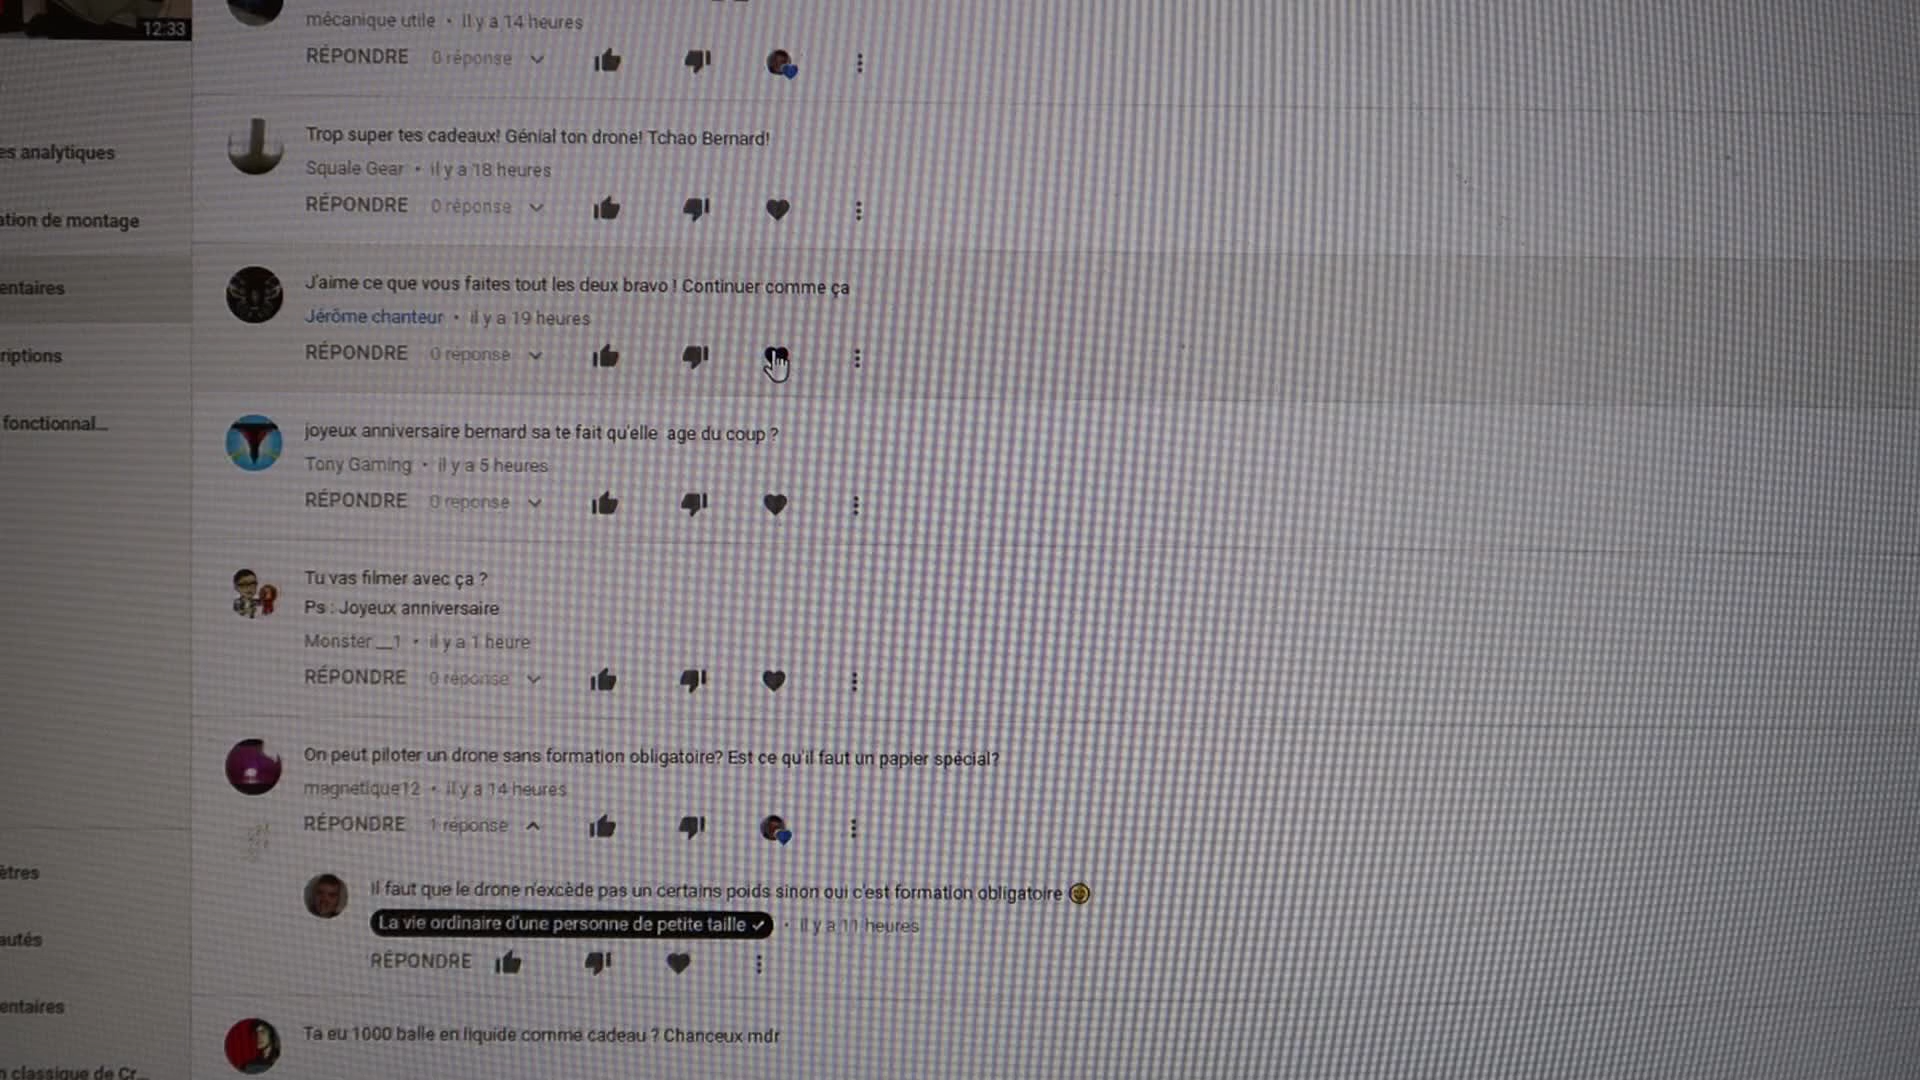 12:33
mécanique utile • Il y a 14 heures
RÉPONDRE 0 réponse
Trop super tes cadeaux! Génial ton drone! Tchao Bernard!
Squale Gear • il y a 18 heures
RÉPONDRE 0 réponse
J'aime ce que vous faites tout les deux bravo ! Continuer comme ça
Jérôme chanteur • il y a 19 heures
RÉPONDRE 0 réponse
joyeux anniversaire bernard sa te fait qu'elle age du coup ?
Tony Gaming • il y a 5 heures
RÉPONDRE 0 réponse
Tu vas filmer avec ça ?
Ps : Joyeux anniversaire
Monster__1 • il y a 1 heure
RÉPONDRE 0 réponse
On peut piloter un drone sans formation obligatoire? Est ce qu'il faut un papier spécial?
magnetique12 • il y a 14 heures
RÉPONDRE 1 réponse
Il faut que le drone n'excède pas un certains poids sinon oui c'est formation obligatoire
La vie ordinaire d'une personne de petite taille ✓ • il y a 11 heures
RÉPONDRE
Ta eu 1000 balle en liquide comme cadeau ? Chanceux mdr
es analytiques
ation de montage
entaires
riptions
fonctionnal...
ètres
autés
entaires
n classique de Cr...